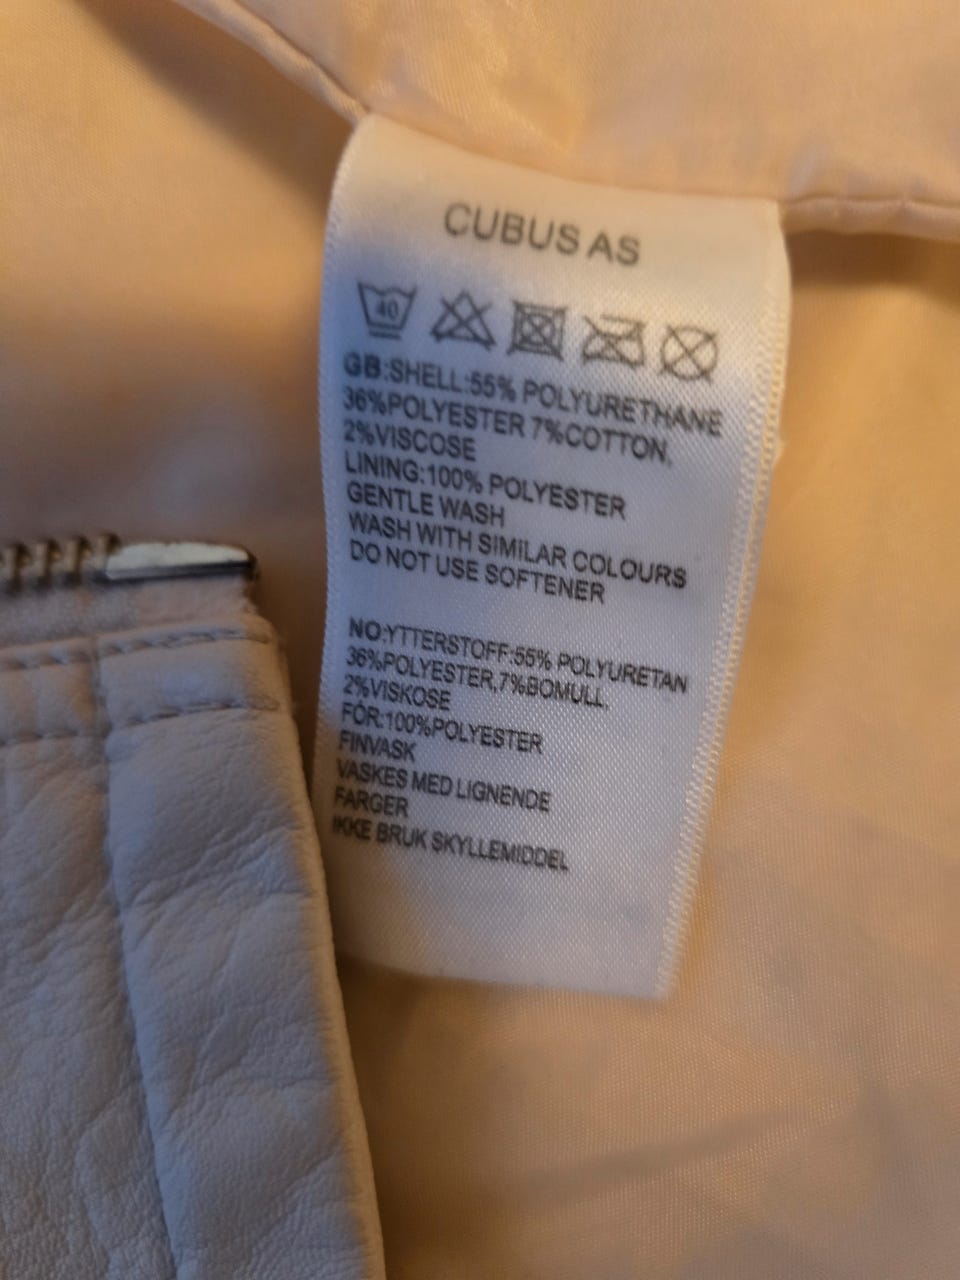 CUBUS AS
40
GB:SHELL:55% POLYURETHANE
36%POLYESTER 7%COTTON,
2%VISCOSE
LINING:100% POLYESTER
GENTLE WASH
WASH WITH SIMILAR COLOURS
DO NOT USE SOFTENER
NO:YTTERSTOFF:55% POLYURETAN
36%POLYESTER,7%BOMULL,
2%VISKOSE
FÓR:100%POLYESTER
FINVASK
VASKES MED LIGNENDE
FARGER
IKKE BRUK SKYLLEMIDDEL